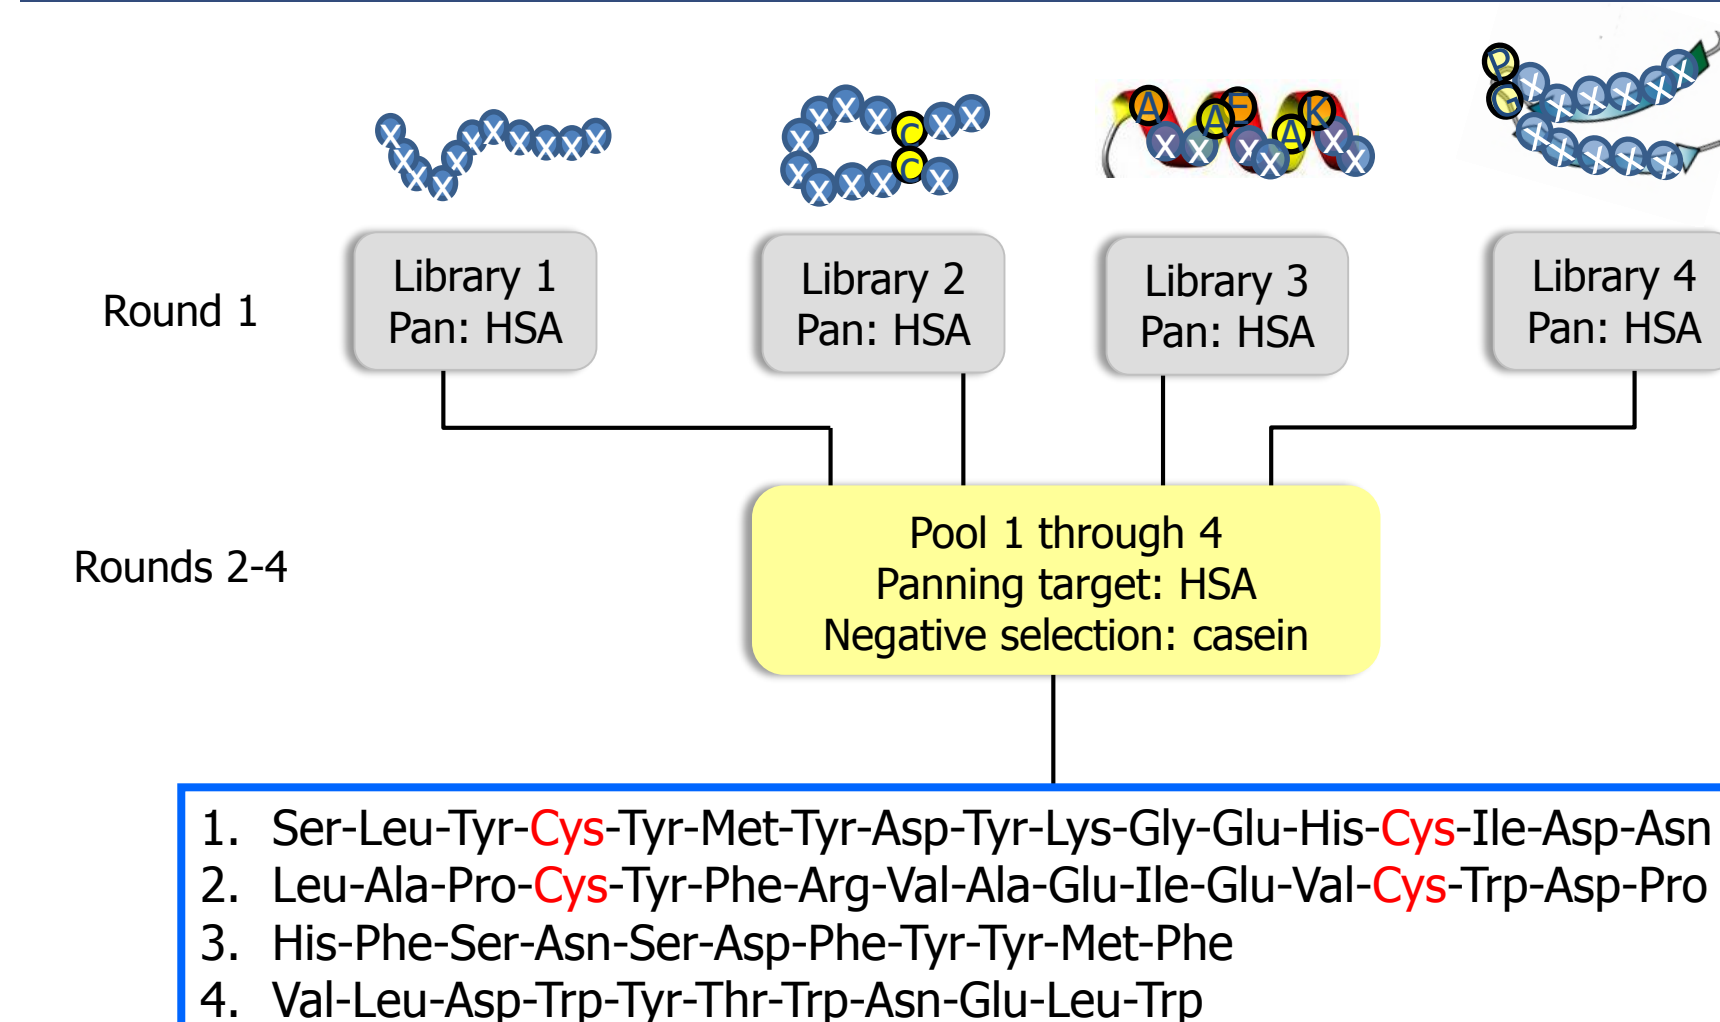 X X X X X X X X X X
X X X X X X X X C C X X X
A A E A K X X X X X X
P G X X X X X X X X X X X
Library 1
Pan: HSA
Library 2
Pan: HSA
Library 3
Pan: HSA
Library 4
Pan: HSA
Round 1
Pool 1 through 4
Panning target: HSA
Negative selection: casein
Rounds 2-4
1. Ser-Leu-Tyr-Cys-Tyr-Met-Tyr-Asp-Tyr-Lys-Gly-Glu-His-Cys-Ile-Asp-Asn
2. Leu-Ala-Pro-Cys-Tyr-Phe-Arg-Val-Ala-Glu-Ile-Glu-Val-Cys-Trp-Asp-Pro
3. His-Phe-Ser-Asn-Ser-Asp-Phe-Tyr-Tyr-Met-Phe
4. Val-Leu-Asp-Trp-Tyr-Thr-Trp-Asn-Glu-Leu-Trp